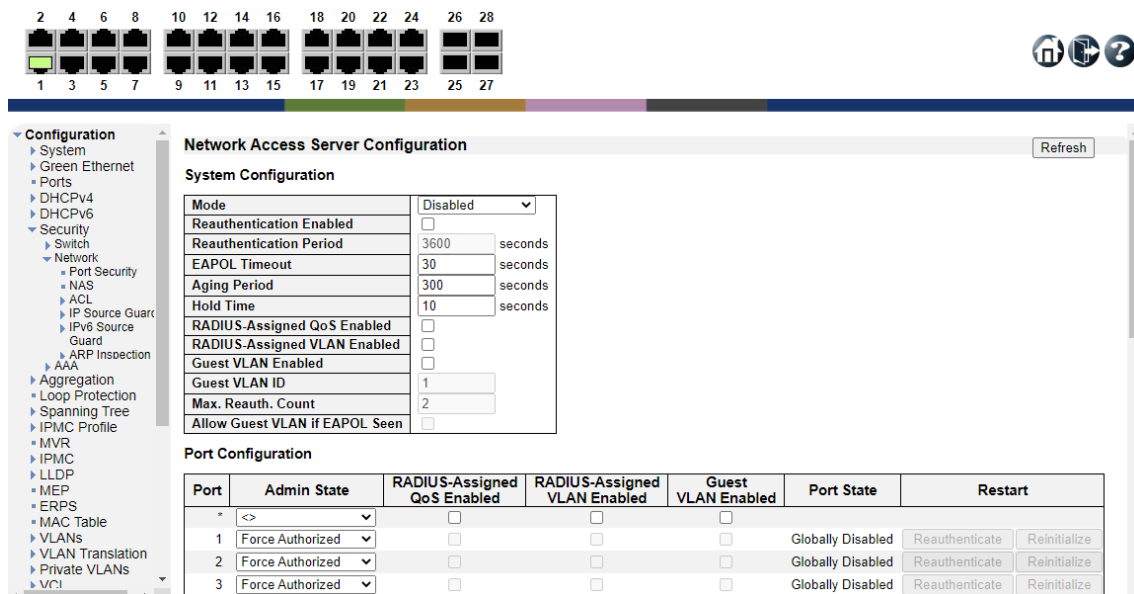 2 4 6 8 10 12 14 16 18 20 22 24 26 28
1 3 5 7 9 11 13 15 17 19 21 23 25 27
?
Configuration
System
Green Ethernet
Ports
DHCPv4
DHCPv6
Security
Switch
Network
Port Security
NAS
ACL
IP Source Guard
IPv6 Source
Guard
ARP Inspection
AAA
Aggregation
Loop Protection
Spanning Tree
IPMC Profile
MVR
IPMC
LLDP
MEP
ERPS
MAC Table
VLANs
VLAN Translation
Private VLANs
VCL
Network Access Server Configuration
Refresh
System Configuration
Mode Disabled
Reauthentication Enabled
Reauthentication Period 3600 seconds
EAPOL Timeout 30 seconds
Aging Period 300 seconds
Hold Time 10 seconds
RADIUS-Assigned QoS Enabled
RADIUS-Assigned VLAN Enabled
Guest VLAN Enabled
Guest VLAN ID 1
Max. Reauth. Count 2
Allow Guest VLAN if EAPOL Seen
Port Configuration
Port Admin State RADIUS-Assigned QoS Enabled RADIUS-Assigned VLAN Enabled Guest VLAN Enabled Port State Restart
* <>
1 Force Authorized Globally Disabled Reauthenticate Reinitialize
2 Force Authorized Globally Disabled Reauthenticate Reinitialize
3 Force Authorized Globally Disabled Reauthenticate Reinitialize